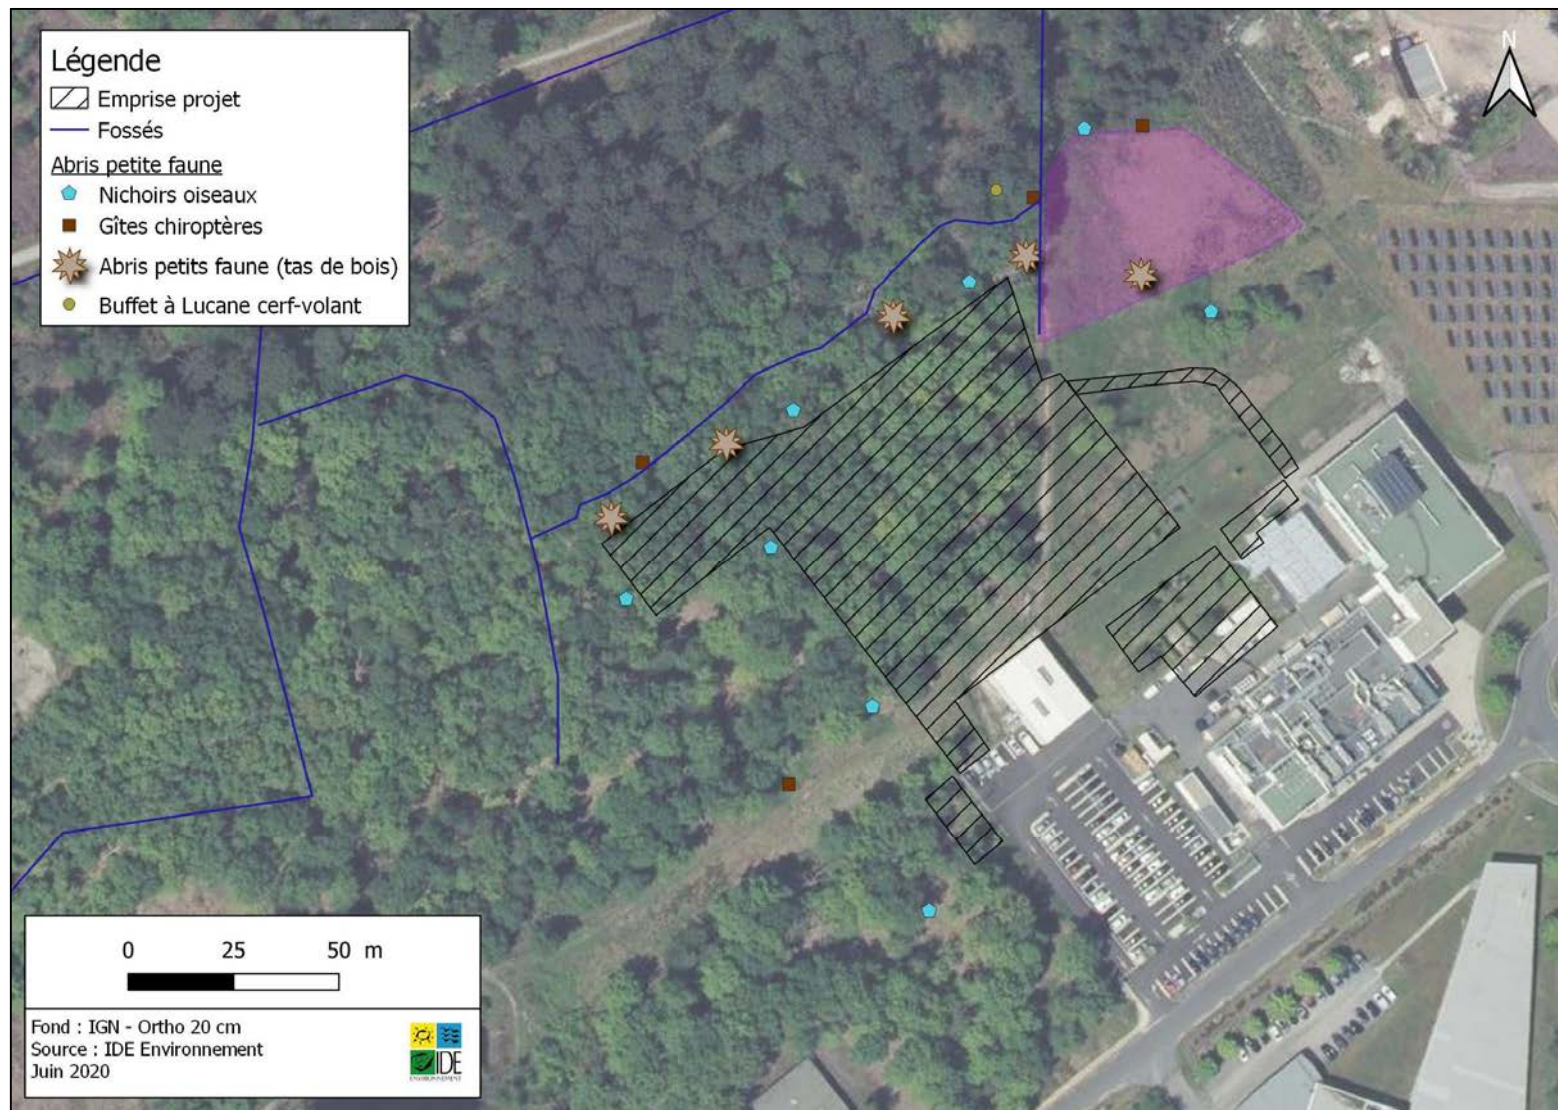 N
Légende
Emprise projet
Fossés
Abris petite faune
Nichoirs oiseaux
Gîtes chiroptères
Abris petits faune (tas de bois)
Buffet à Lucane cerf-volant
0 25 50 m
Fond : IGN - Ortho 20 cm
Source : IDE Environnement
Juin 2020
IDE
ENVIRONNEMENT